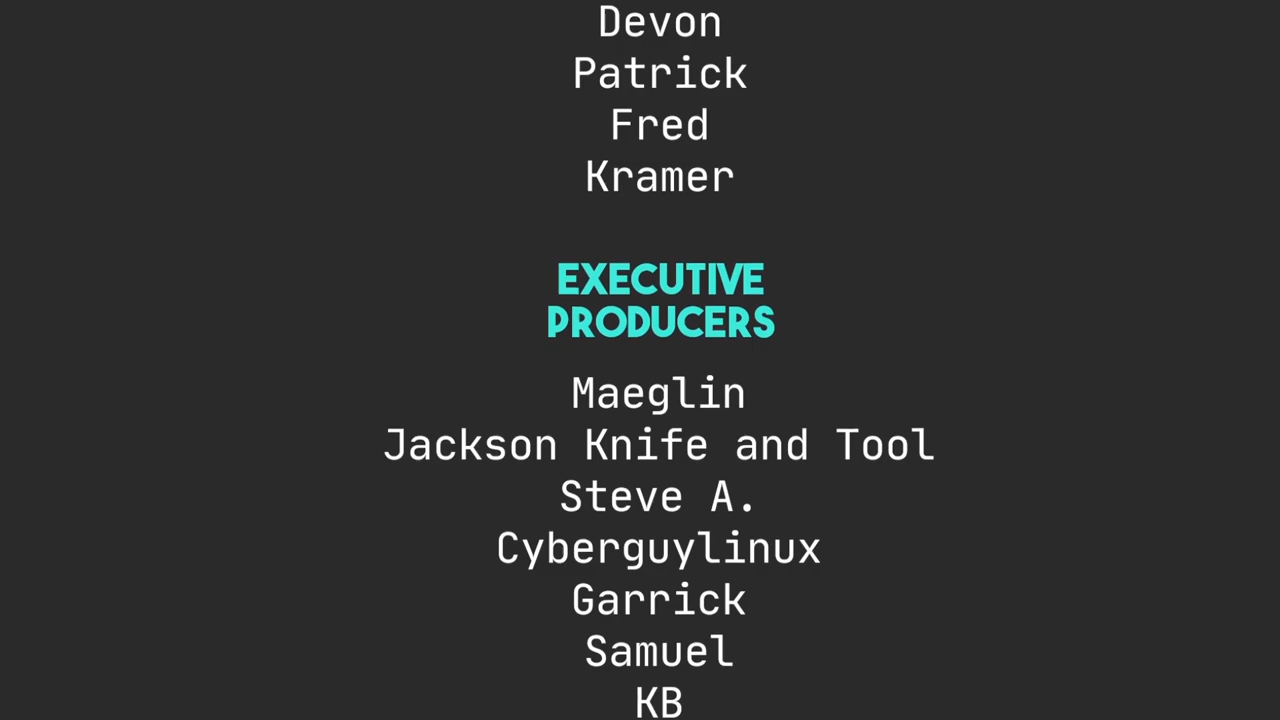 Devon
Patrick
Fred
Kramer
EXECUTIVE
PRODUCERS
Maeglin
Jackson Knife and Tool
Steve A.
Cyberguylinux
Garrick
Samuel
KB